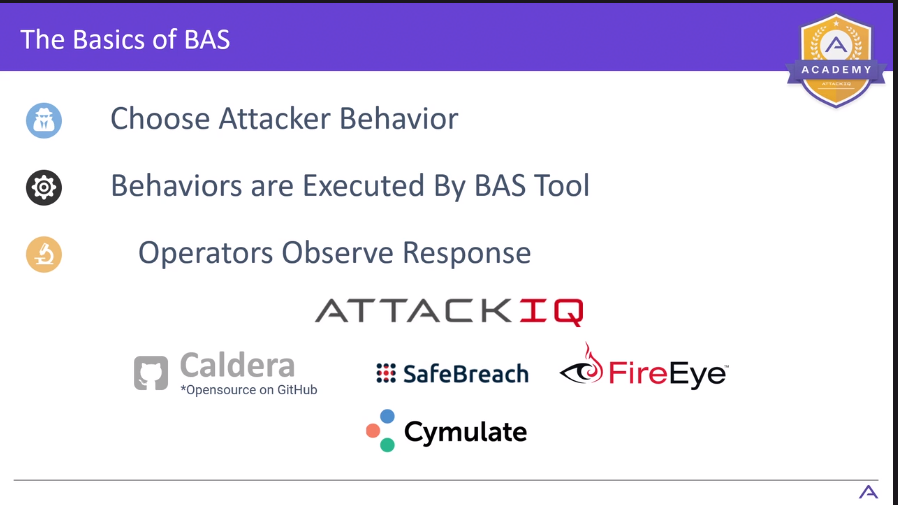 The Basics of BAS
ACADEMY
ATTACKIQ
Choose Attacker Behavior
Behaviors are Executed By BAS Tool
Operators Observe Response
ATTACKIQ
Caldera
*Opensource on GitHub
SafeBreach
FireEye™
Cymulate